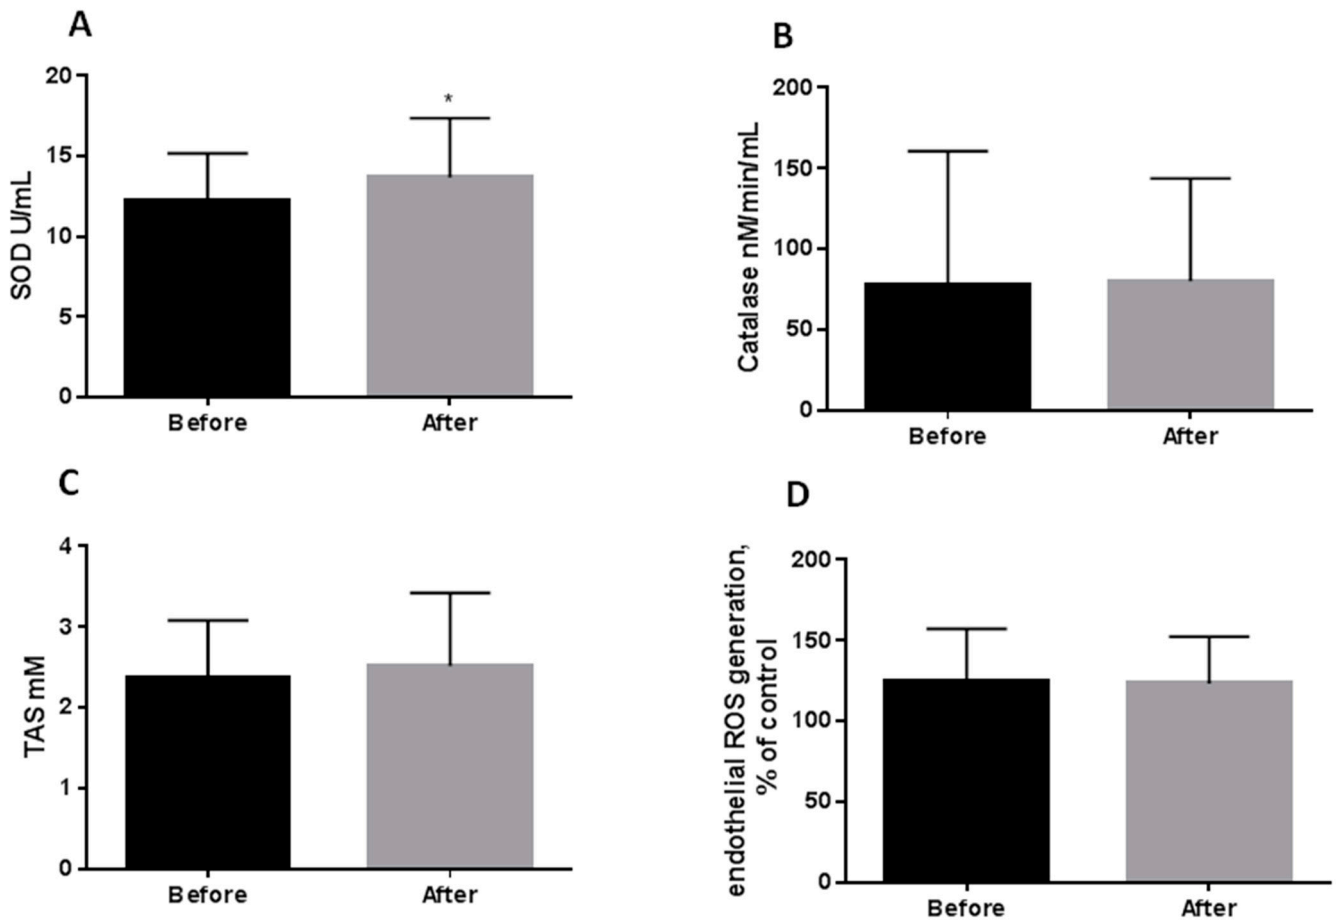 A
SOD U/mL
20
15
10
5
0
*
Before
After
B
Catalase nM/min/mL
200
150
100
50
0
Before
After
C
TAS mM
4
3
2
1
0
Before
After
D
endothelial ROS generation,
% of control
200
150
100
50
0
Before
After